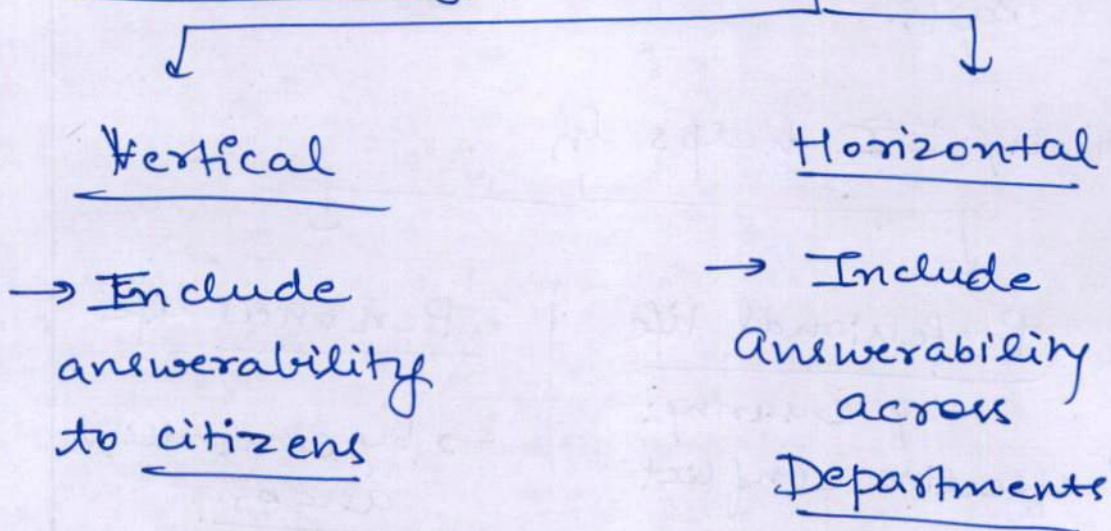 Vertical
→ Include
answerability
to citizens
Horizontal
→ Include
Answerability
across
Departments